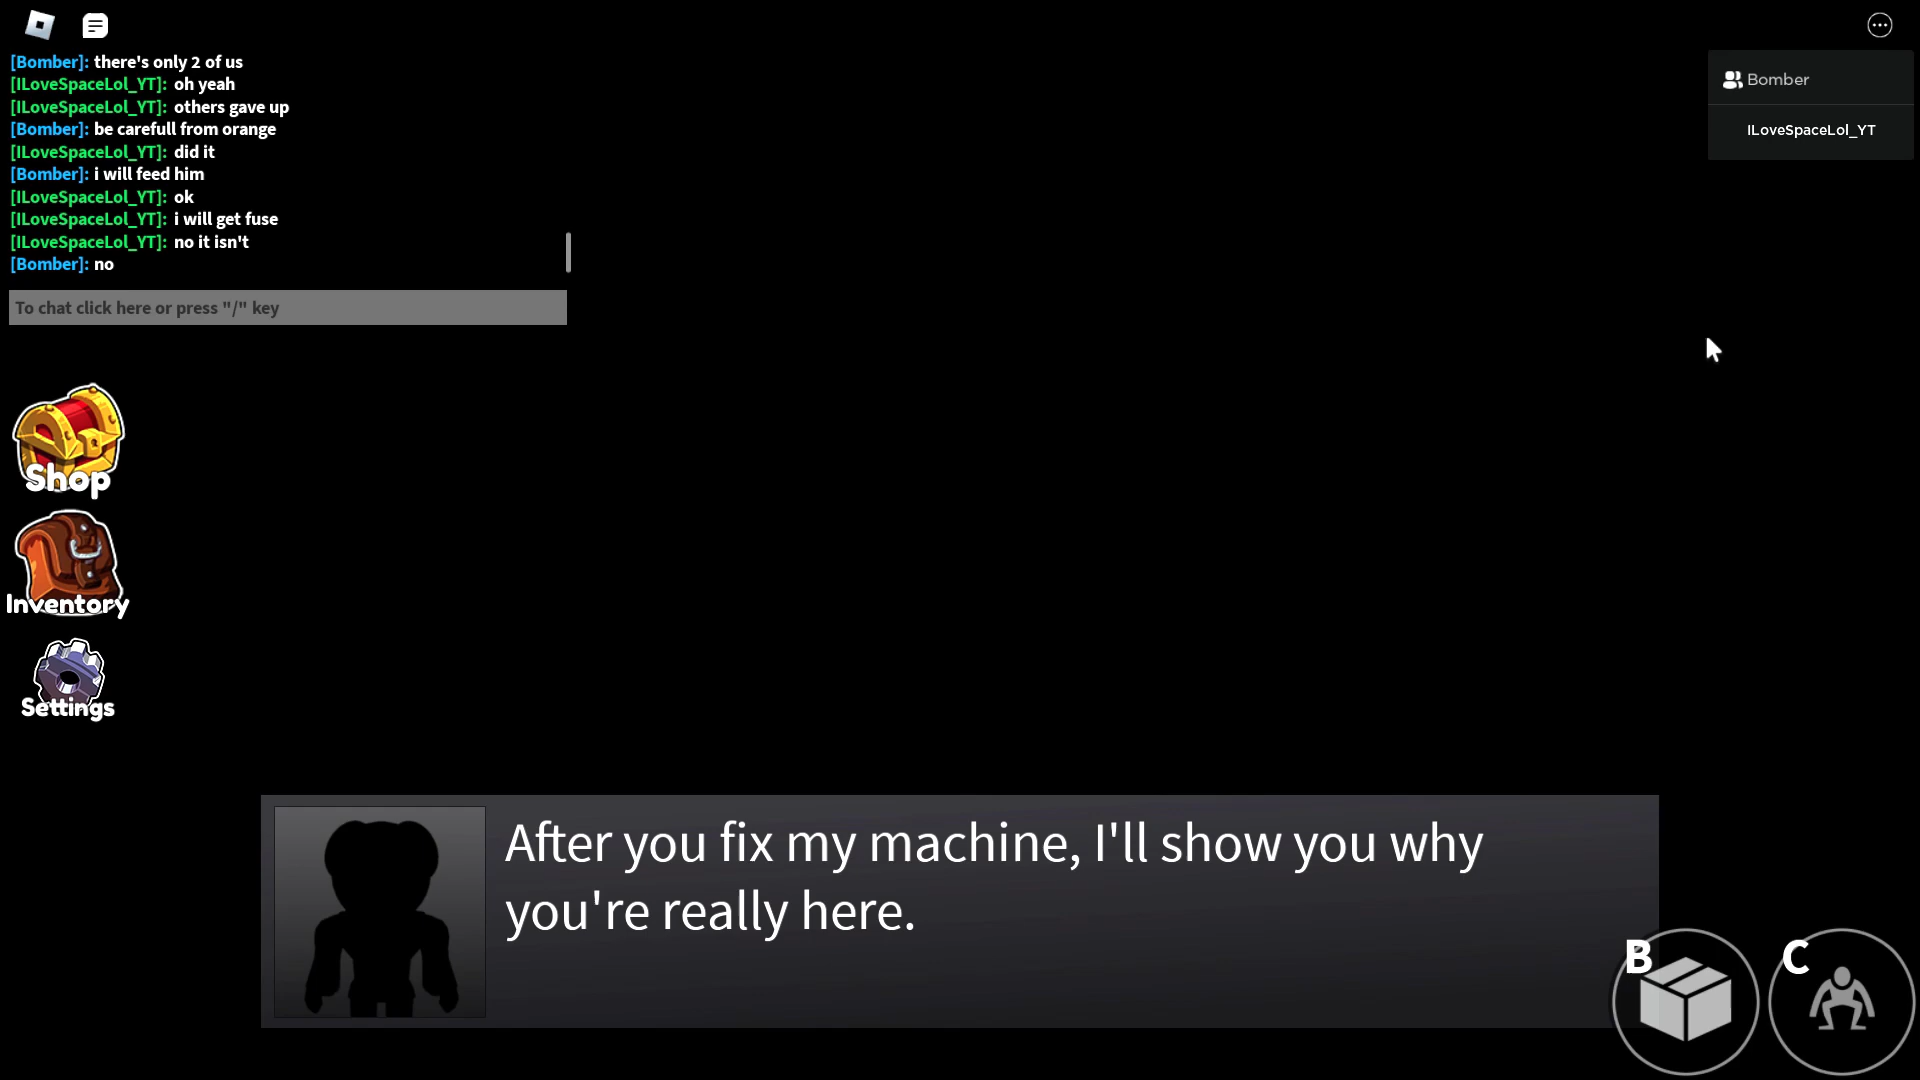 [Bomber]: there's only 2 of us
[ILoveSpaceLol_YT]: oh yeah
[ILoveSpaceLol_YT]: others gave up
[Bomber]: be carefull from orange
[ILoveSpaceLol_YT]: did it
[Bomber]: i will feed him
[ILoveSpaceLol_YT]: ok
[ILoveSpaceLol_YT]: i will get fuse
[ILoveSpaceLol_YT]: no it isn't
[Bomber]: no
To chat click here or press "/" key
Bomber
ILoveSpaceLol_YT
Shop
Inventory
Settings
After you fix my machine, I'll show you why
you're really here.
B
C